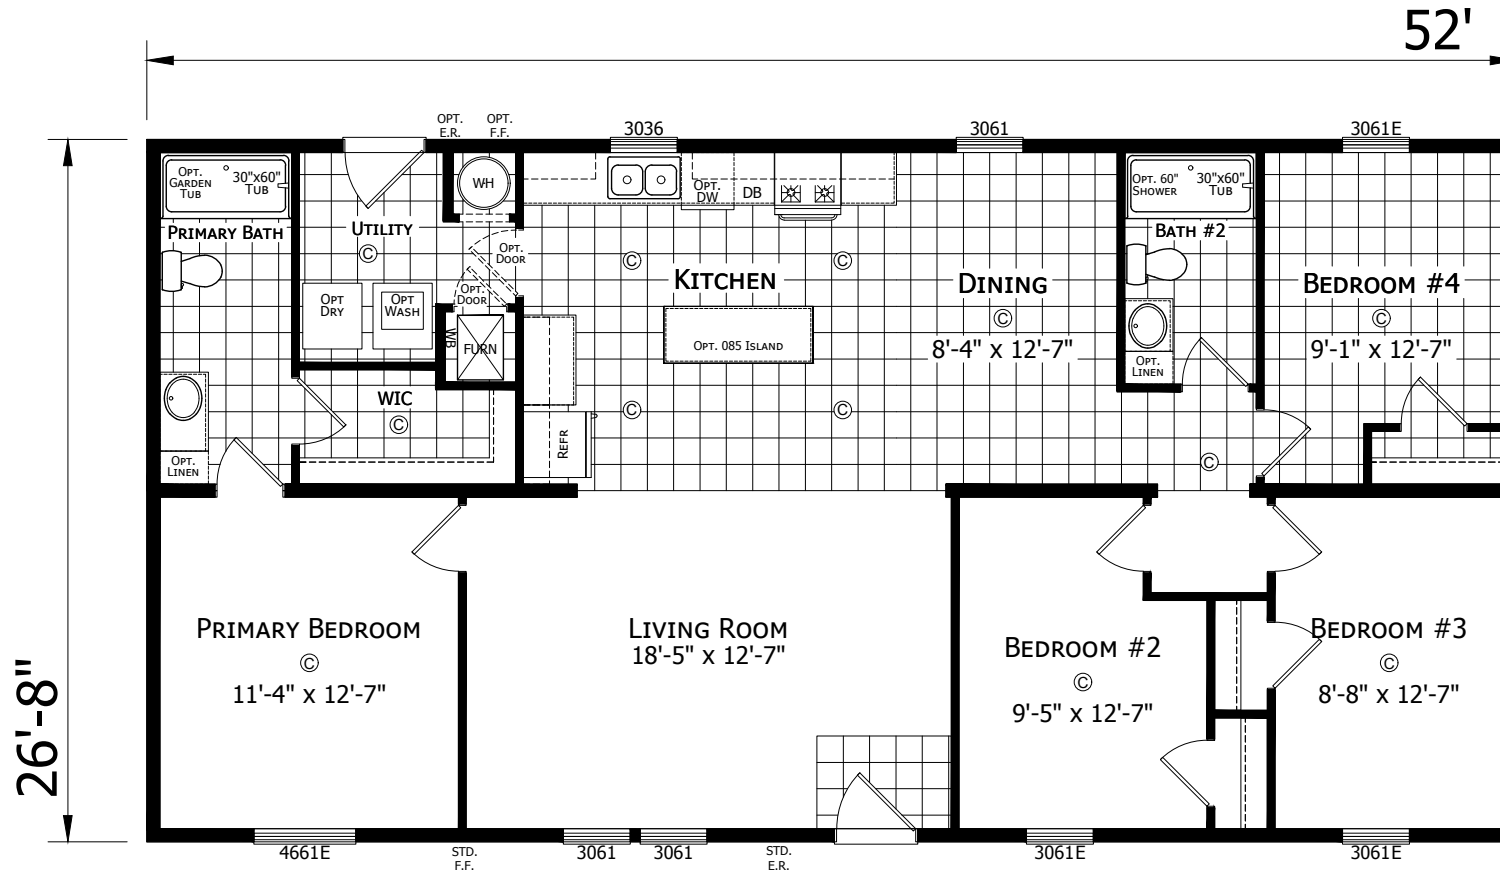 52'
OPT.
E.R.
OPT.
F.F.
3036
3061
3061E
OPT.
GARDEN
TUB
30"x60"
TUB
WH
OPT.
DW
DB
OPT. 60"
SHOWER
30"x60"
TUB
PRIMARY BATH
UTILITY
C
OPT.
DOOR
C
KITCHEN
C
DINING
C
8'-4" x 12'-7"
BATH #2
BEDROOM #4
C
9'-1" x 12'-7"
OPT
DRY
OPT
WASH
OPT.
DOOR
WB
FURN
OPT. 085 ISLAND
OPT.
LINEN
WIC
C
C
C
REFR
OPT.
LINEN
C
PRIMARY BEDROOM
C
11'-4" x 12'-7"
LIVING ROOM
18'-5" x 12'-7"
BEDROOM #2
C
9'-5" x 12'-7"
BEDROOM #3
C
8'-8" x 12'-7"
26'-8"
4661E
STD.
F.F.
3061
3061
STD.
E.R.
3061E
3061E